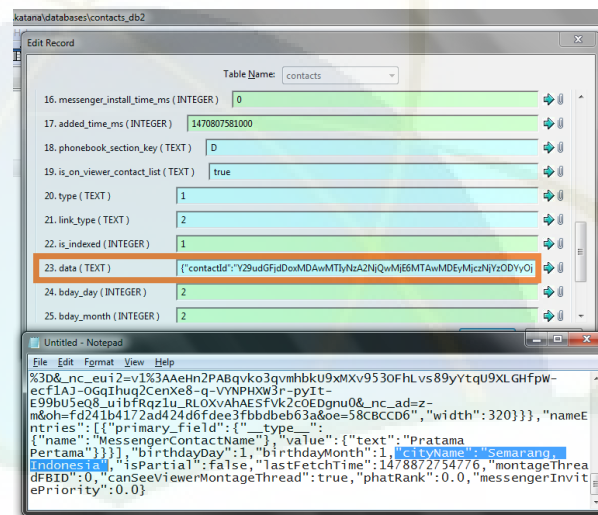 .katana\databases\contacts_db2
Edit Record
Table Name: contacts
16. messenger_install_time_ms ( INTEGER ) 0
17. added_time_ms ( INTEGER ) 1470807581000
18. phonebook_section_key ( TEXT ) D
19. is_on_viewer_contact_list ( TEXT ) true
20. type ( TEXT ) 1
21. link_type ( TEXT ) 2
22. is_indexed ( INTEGER ) 1
23. data ( TEXT ) {"contactId":"Y29udGFjdDoxMDAwMTIyNzA2NjQwMjE6MTAwMDEyMjczNjYzODYyOj
24. bday_day ( INTEGER ) 2
25. bday_month ( INTEGER ) 2
Untitled - Notepad
File Edit Format View Help
%3D&_nc_eui2=v1%3AAeHn2PABqvko3qvmhbkU9xMXv953OFhLvs89yYtqU9XLGHfpW-
ecflAJ-OGqIhuq2CenXe8-q-VYNPHXW3r-pyIt-
E99bU5eQ8_uibfRqz1u_RLOXvAhAESfVk2cOEDgnu0&_nc_ad=z-
m&oh=fd241b4172ad424d6fdee3fbbdbeb63a&oe=58CBCCD6","width":320}}},"nameE
ntries":[{"primary_field":{"__type__":
{"name":"MessengerContactName"},"value":{"text":"Pratama
Pertama"}}}],"birthdayDay":1,"birthdayMonth":1,"cityName":"Semarang,
Indonesia","isPartial":false,"lastFetchTime":1478872754776,"montageThrea
dFBID":0,"canSeeViewerMontageThread":true,"phatRank":0.0,"messengerInvit
ePriority":0.0}